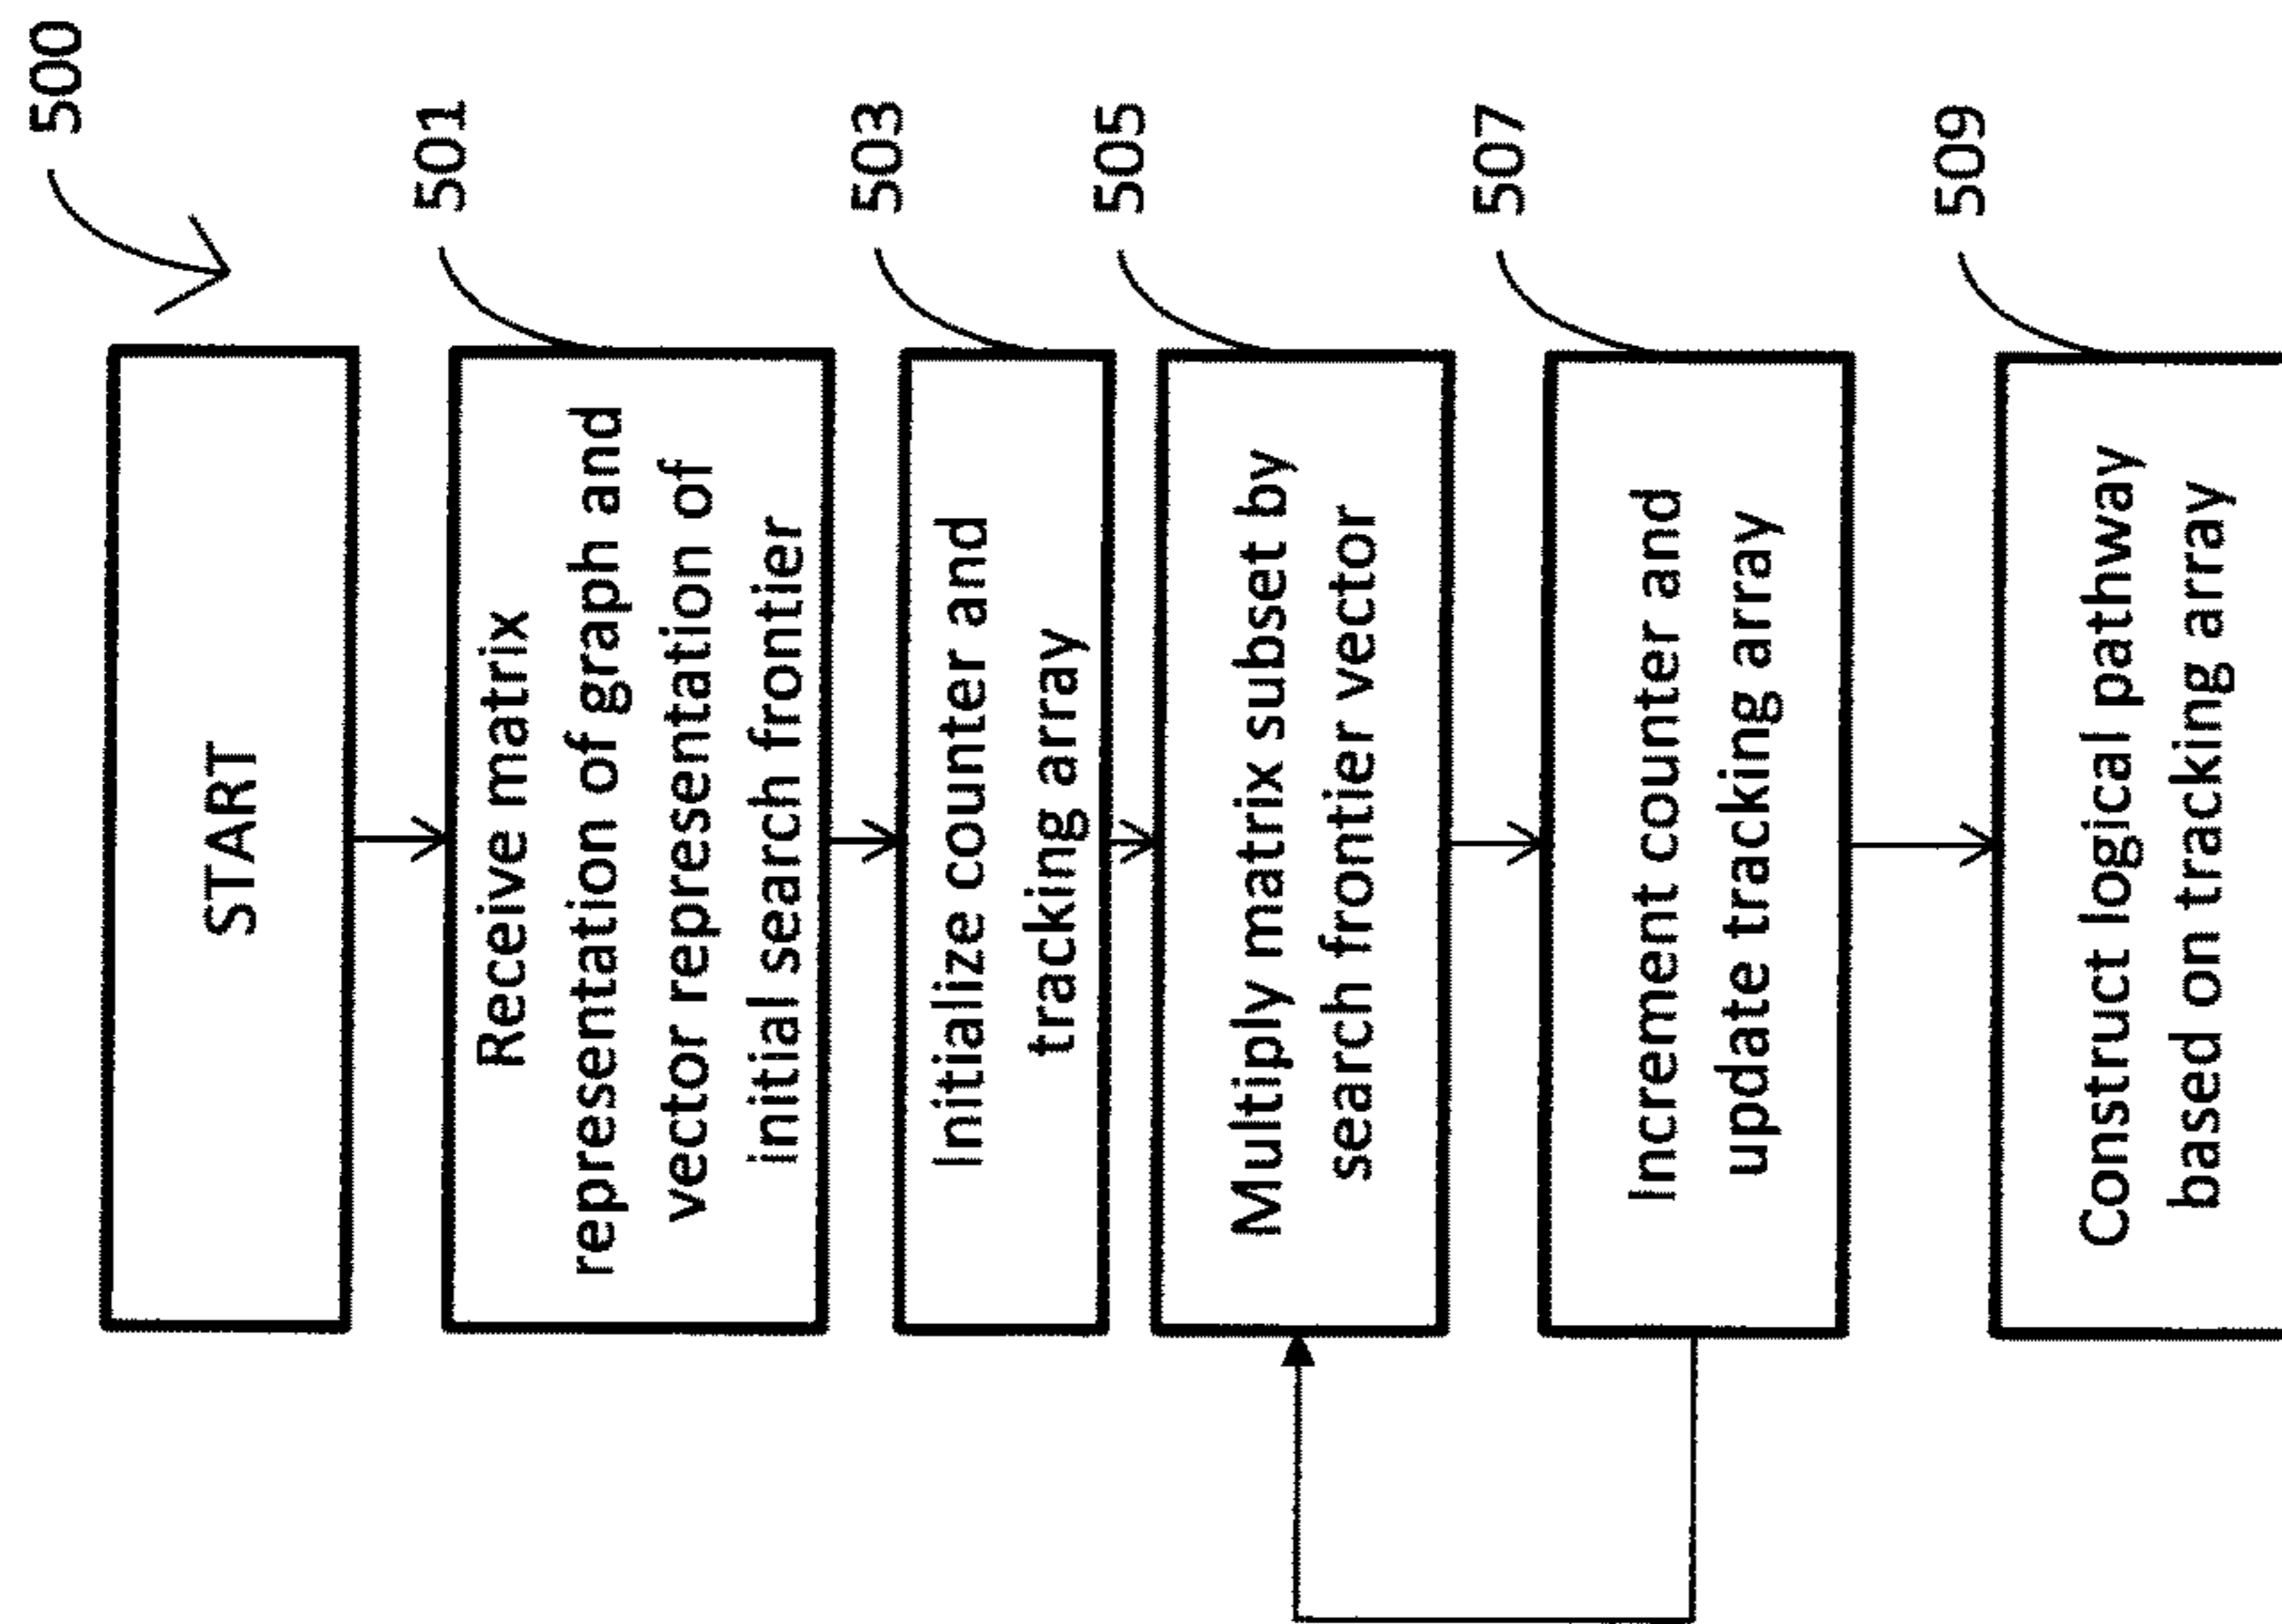 500
START
501
Receive matrix
representation of graph and
vector representation of
initial search frontier
503
Initialize counter and
tracking array
505
Multiply matrix subset by
search frontier vector
507
Increment counter and
update tracking array
509
Construct logical pathway
based on tracking array